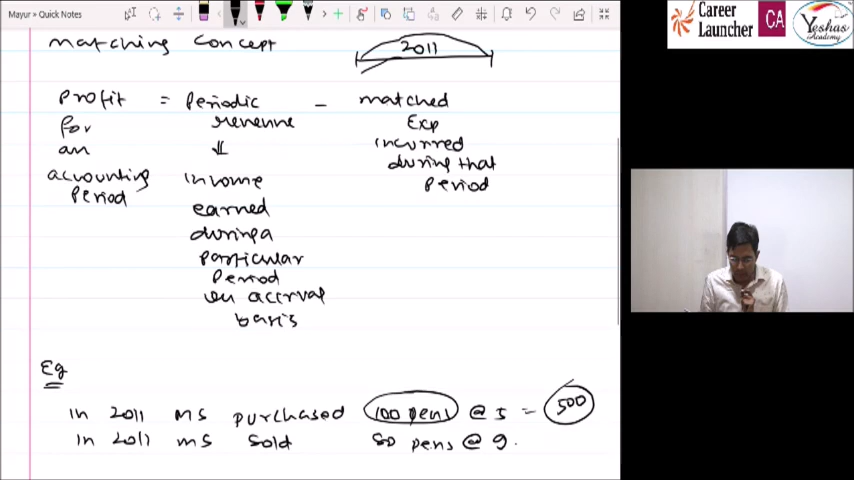 Mayur » Quick Notes
Career
Launcher
CA
Yeshas
Academy
matching concept
2011
Profit = Periodic - matched
for revenue Exp
an incurred
during that
accounting income Period
Period
earned
during a
particular
Period
on accrual
basis
Eg
in 2011 ms purchased 100 pens @ 5 = 500
in 2011 ms sold 80 pens @ 9.